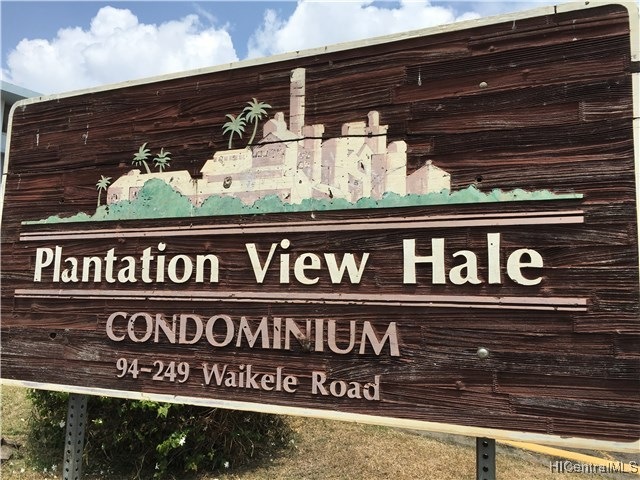 Plantation View Hale
CONDOMINIUM
94-249 Waikele Road
HICentralMLS